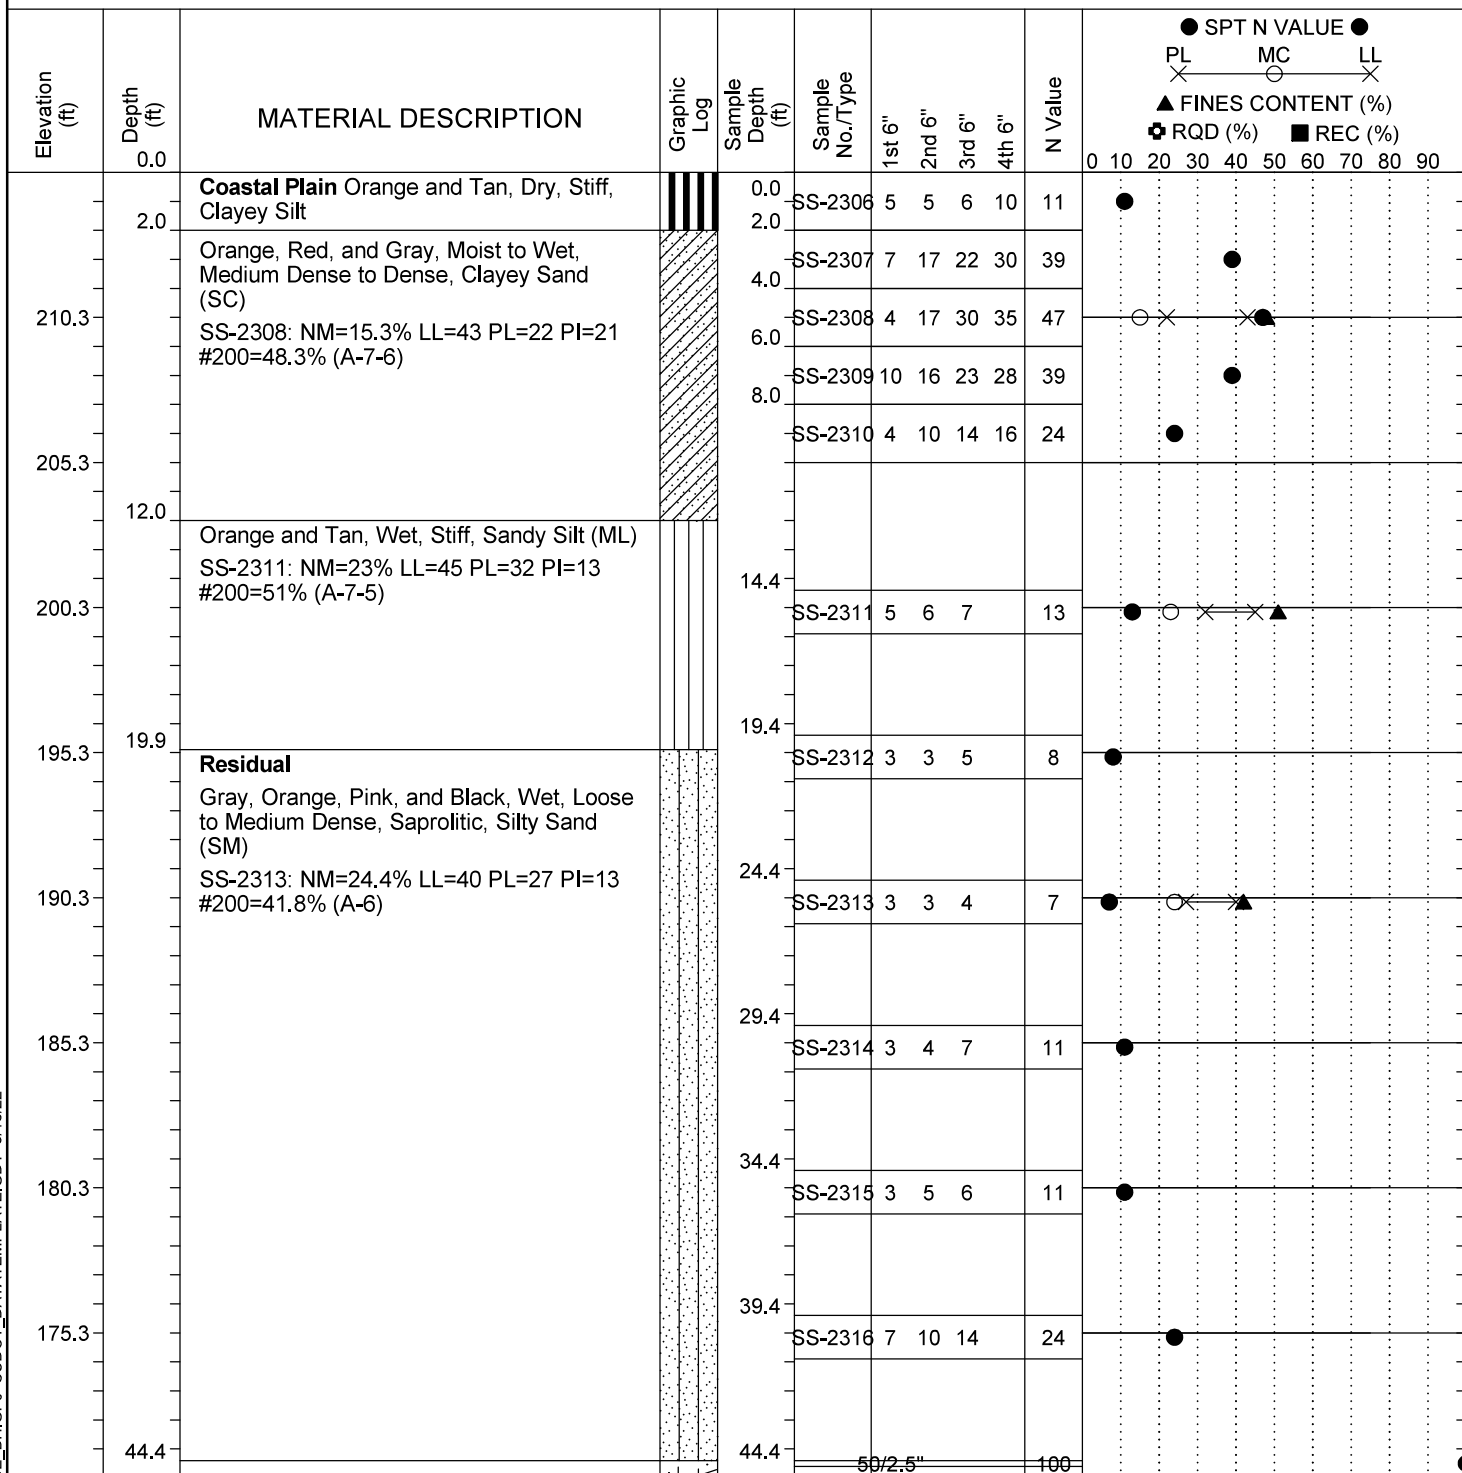 ● SPT N VALUE ●
PL MC LL
▲ FINES CONTENT (%)
RQD (%) ■ REC (%)
0 10 20 30 40 50 60 70 80 90
Elevation (ft)
Depth (ft)
0.0
MATERIAL DESCRIPTION
Graphic Log
Sample Depth (ft)
Sample No./Type
1st 6"
2nd 6"
3rd 6"
4th 6"
N Value
Coastal Plain Orange and Tan, Dry, Stiff,
Clayey Silt
0.0
SS-2306 5 5 6 10 11
2.0 2.0
Orange, Red, and Gray, Moist to Wet,
Medium Dense to Dense, Clayey Sand
(SC)
SS-2307 7 17 22 30 39
4.0
210.3
SS-2308: NM=15.3% LL=43 PL=22 PI=21
#200=48.3% (A-7-6)
SS-2308 4 17 30 35 47
6.0
SS-2309 10 16 23 28 39
8.0
SS-2310 4 10 14 16 24
205.3
12.0
Orange and Tan, Wet, Stiff, Sandy Silt (ML)
SS-2311: NM=23% LL=45 PL=32 PI=13
#200=51% (A-7-5)
14.4
200.3
SS-2311 5 6 7 13
19.4
19.9
195.3
Residual
SS-2312 3 3 5 8
Gray, Orange, Pink, and Black, Wet, Loose
to Medium Dense, Saprolitic, Silty Sand
(SM)
24.4
SS-2313: NM=24.4% LL=40 PL=27 PI=13
#200=41.8% (A-6)
190.3
SS-2313 3 3 4 7
29.4
185.3
SS-2314 3 4 7 11
34.4
180.3
SS-2315 3 5 6 11
39.4
175.3
SS-2316 7 10 14 24
44.4 44.4
50/2.5" 100